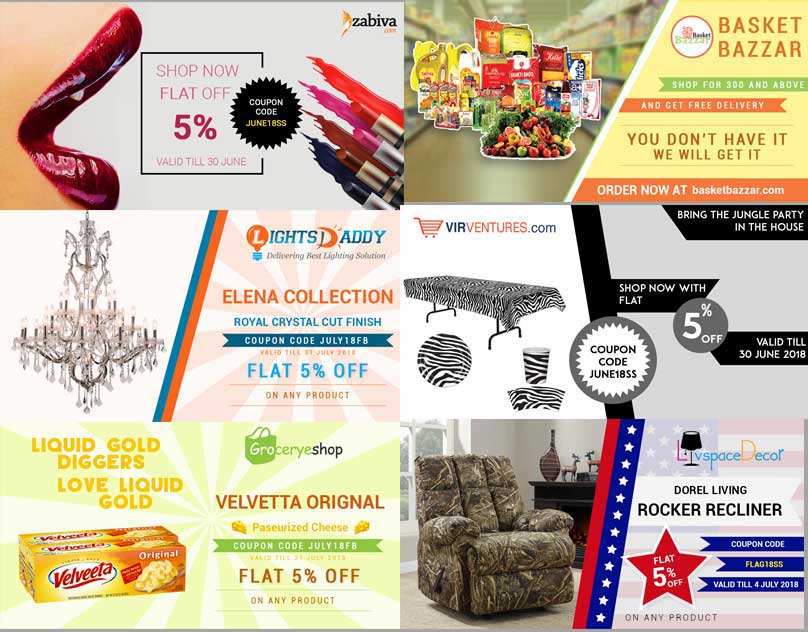 zabiva
.com
SHOP NOW
FLAT OFF
5%
VALID TILL 30 JUNE
COUPON
CODE
JUNE18SS
Basket
Bazzar
BASKET
BAZZAR
SHOP FOR 300 AND ABOVE
AND GET FREE DELIVERY
YOU DON'T HAVE IT
WE WILL GET IT
ORDER NOW AT basketbazzar.com
LIGHTSDADDY
Delivering Best Lighting Solution
ELENA COLLECTION
ROYAL CRYSTAL CUT FINISH
COUPON CODE JULY18FB
VALID TILL 31 JULY 2018
FLAT 5% OFF
ON ANY PRODUCT
VIRVENTURES.com
BRING THE JUNGLE PARTY
IN THE HOUSE
SHOP NOW WITH
FLAT
5%
OFF
COUPON
CODE
JUNE18SS
VALID TILL
30 JUNE 2018
LIQUID GOLD
DIGGERS
LOVE LIQUID
GOLD
Groceryeshop
VELVETTA ORIGNAL
Paseurized Cheese
COUPON CODE JULY18FB
VALID TILL 31 JULY 2018
FLAT 5% OFF
ON ANY PRODUCT
Velveeta
Original
LivspaceDecor
DOREL LIVING
ROCKER RECLINER
FLAT
5%
OFF
COUPON CODE
FLAG18SS
VALID TILL 4 JULY 2018
ON ANY PRODUCT